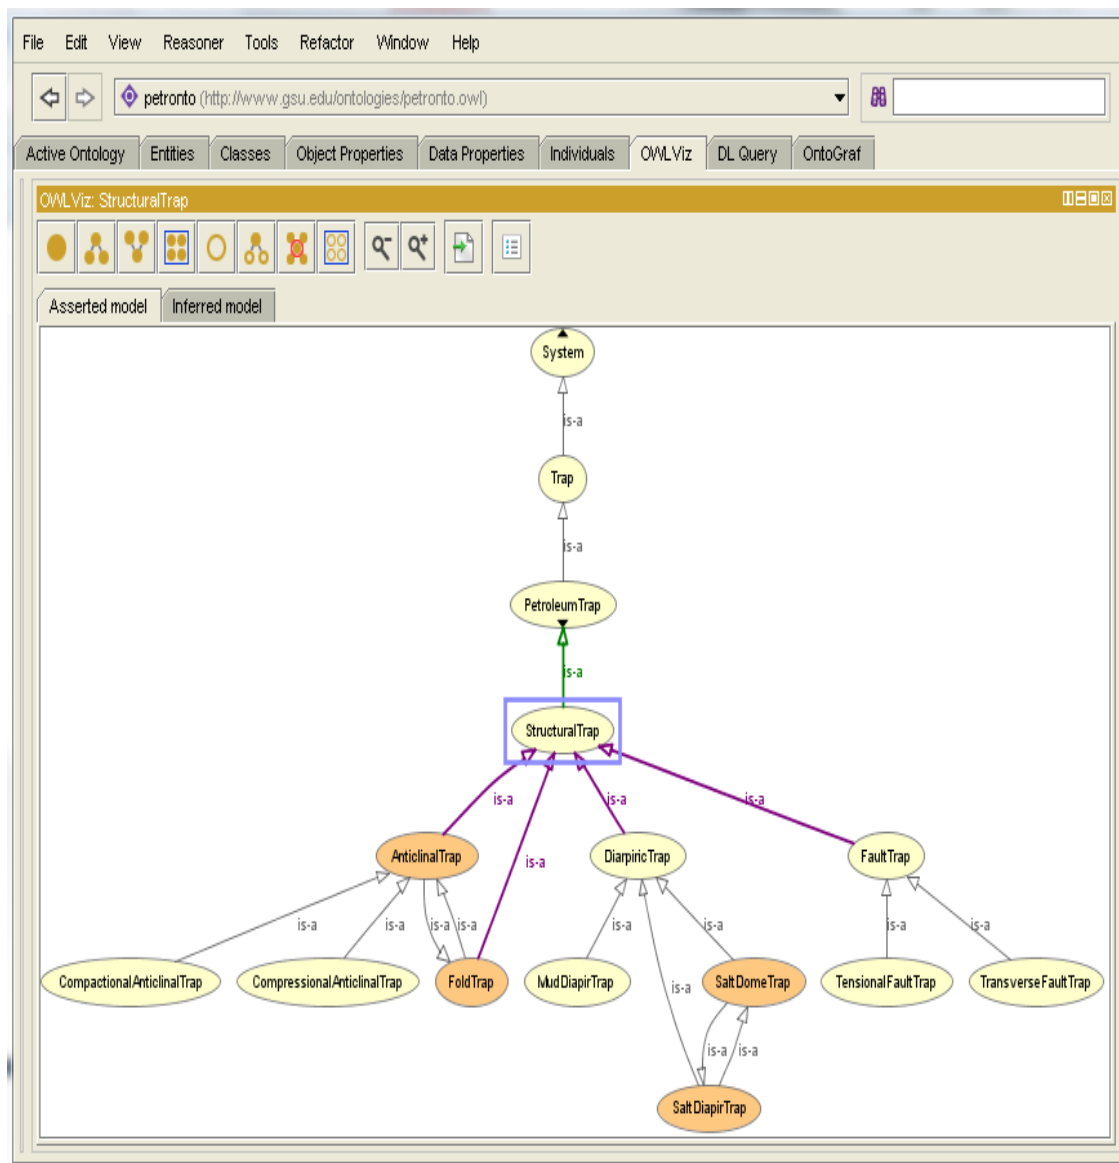 File Edit View Reasoner Tools Refactor Window Help
petronto (http://www.gsu.edu/ontologies/petronto.owl)
Active Ontology Entities Classes Object Properties Data Properties Individuals OWLViz DL Query OntoGraf
OWLViz: StructuralTrap
Asserted model Inferred model
System
is-a
Trap
is-a
PetroleumTrap
is-a
StructuralTrap
is-a is-a is-a
is-a
AnticlinalTrap DiarpiricTrap FaultTrap
is-a is-a is-a is-a is-a is-a is-a is-a
CompactionalAnticlinalTrap CompressionalAnticlinalTrap FoldTrap MudDiapirTrap SaltDomeTrap TensionalFaultTrap TransverseFaultTrap
is-a
is-a is-a
SaltDiapirTrap